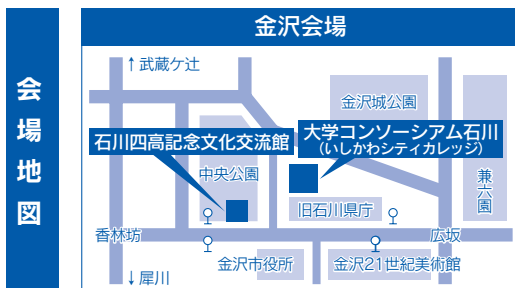 会場地図
金沢会場
↑武蔵ケ辻
金沢城公園
石川四高記念文化交流館
大学コンソーシアム石川
（いしかわシティカレッジ）
中央公園
兼六園
旧石川県庁
香林坊
広坂
金沢市役所
金沢21世紀美術館
↓犀川